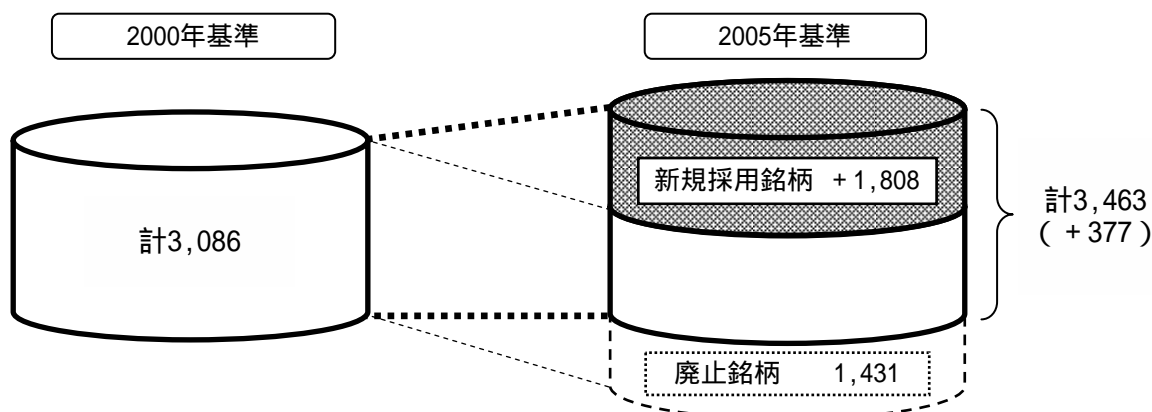 2000年基準
2005年基準
計3,086
新規採用銘柄 +1,808
計3,463
( +377)
廃止銘柄 1,431